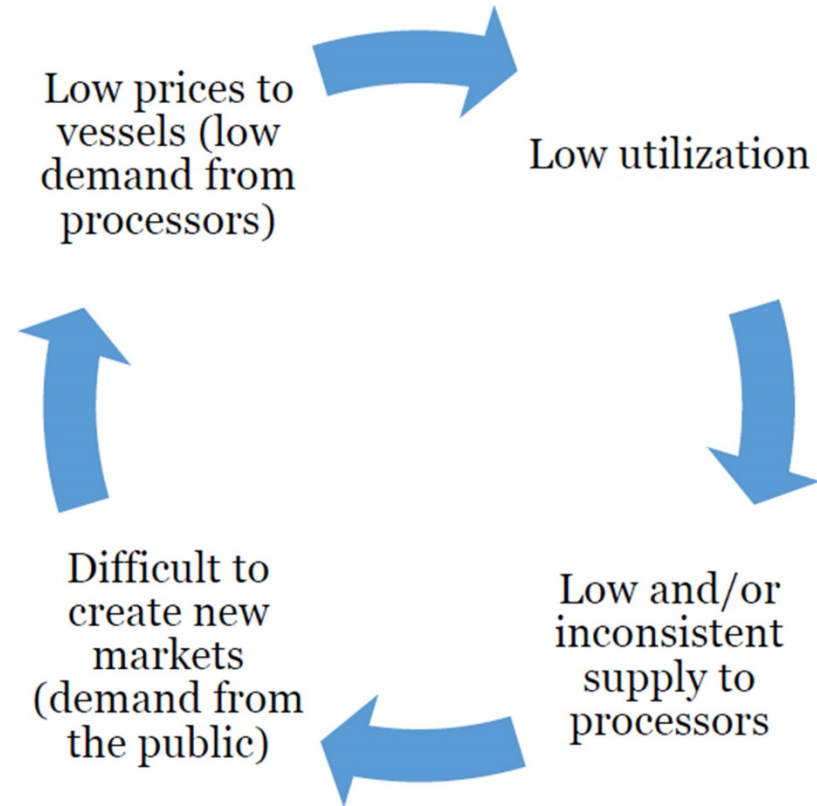 Low prices to
vessels (low
demand from
processors)
Low utilization
Low and/or
inconsistent
supply to
processors
Difficult to
create new
markets
(demand from
the public)